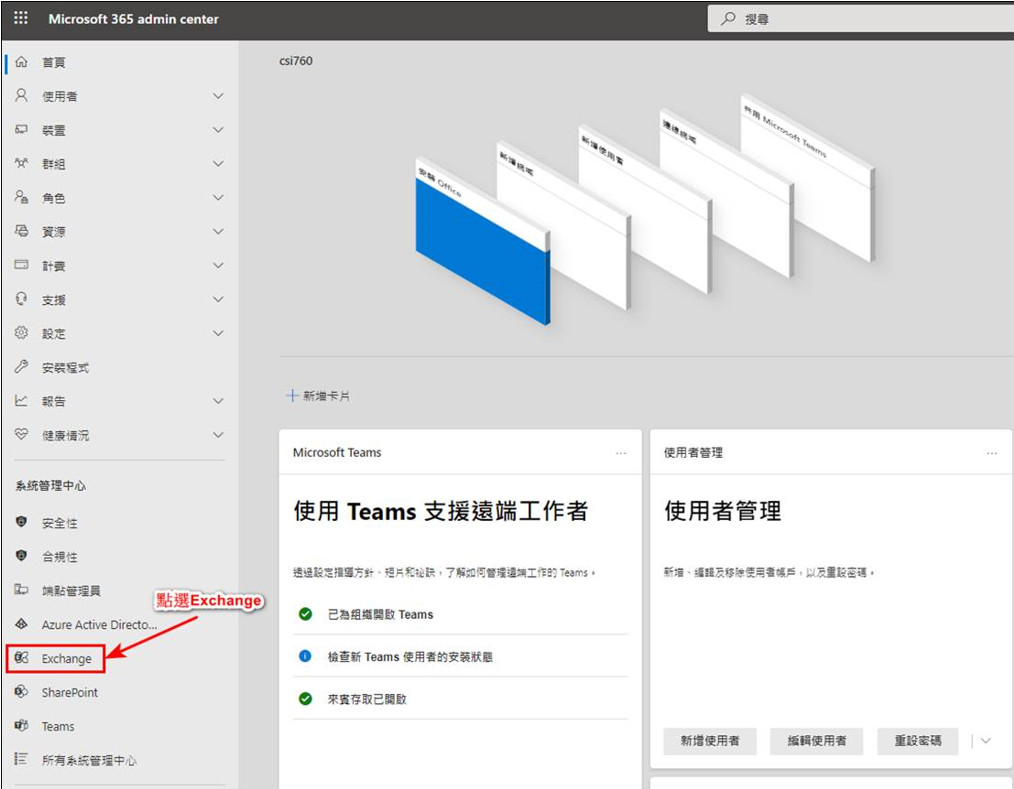 Microsoft 365 admin center
搜尋
首頁
使用者
裝置
群組
角色
資源
計費
支援
設定
安裝程式
報告
健康情況
系統管理中心
安全性
合規性
端點管理員
Azure Active Directo...
Exchange
SharePoint
Teams
所有系統管理中心
點選Exchange
csi760
安裝 Office
新增網域
新增使用者
連線網域
共用 Microsoft Teams
新增卡片
Microsoft Teams
使用 Teams 支援遠端工作者
透過設定指導方針、短片和祕訣，了解如何管理遠端工作的 Teams。
已為組織開啟 Teams
檢查新 Teams 使用者的安裝狀態
來賓存取已開啟
使用者管理
使用者管理
新增、編輯及移除使用者帳戶，以及重設密碼。
新增使用者
編輯使用者
重設密碼